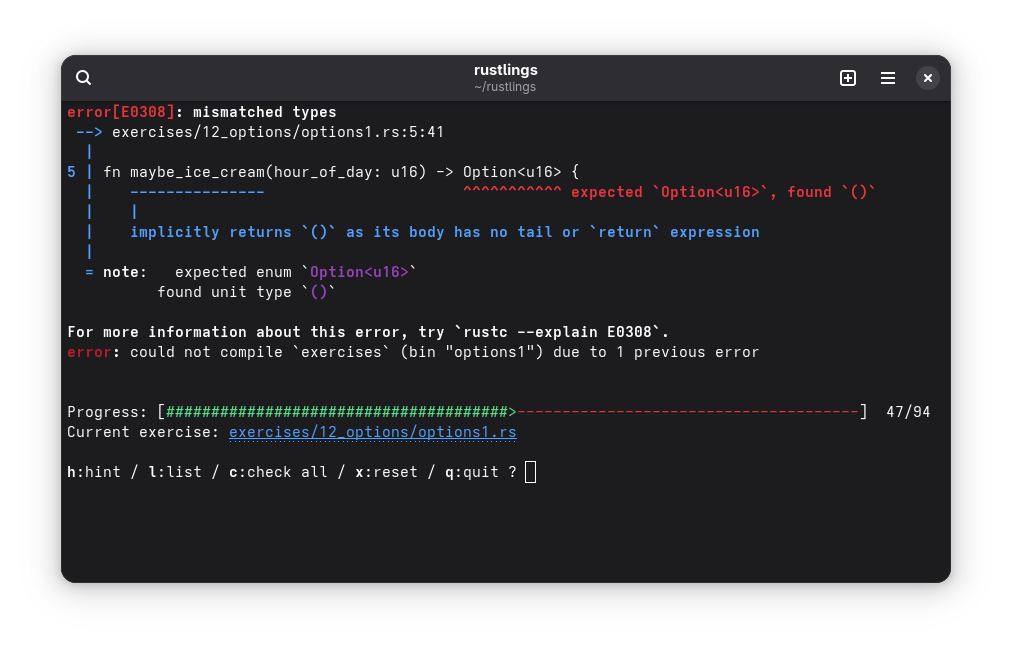 rustlings
~/rustlings
error[E0308]: mismatched types
 --> exercises/12_options/options1.rs:5:41
  |
5 | fn maybe_ice_cream(hour_of_day: u16) -> Option<u16> {
  |    ---------------                      ^^^^^^^^^^^ expected `Option<u16>`, found `()`
  |    |
  |    implicitly returns `()` as its body has no tail or `return` expression
  |
  = note:   expected enum `Option<u16>`
          found unit type `()`
For more information about this error, try `rustc --explain E0308`.
error: could not compile `exercises` (bin "options1") due to 1 previous error
Progress: [######################################>--------------------------------------]  47/94
Current exercise: exercises/12_options/options1.rs
h:hint / l:list / c:check all / x:reset / q:quit ?